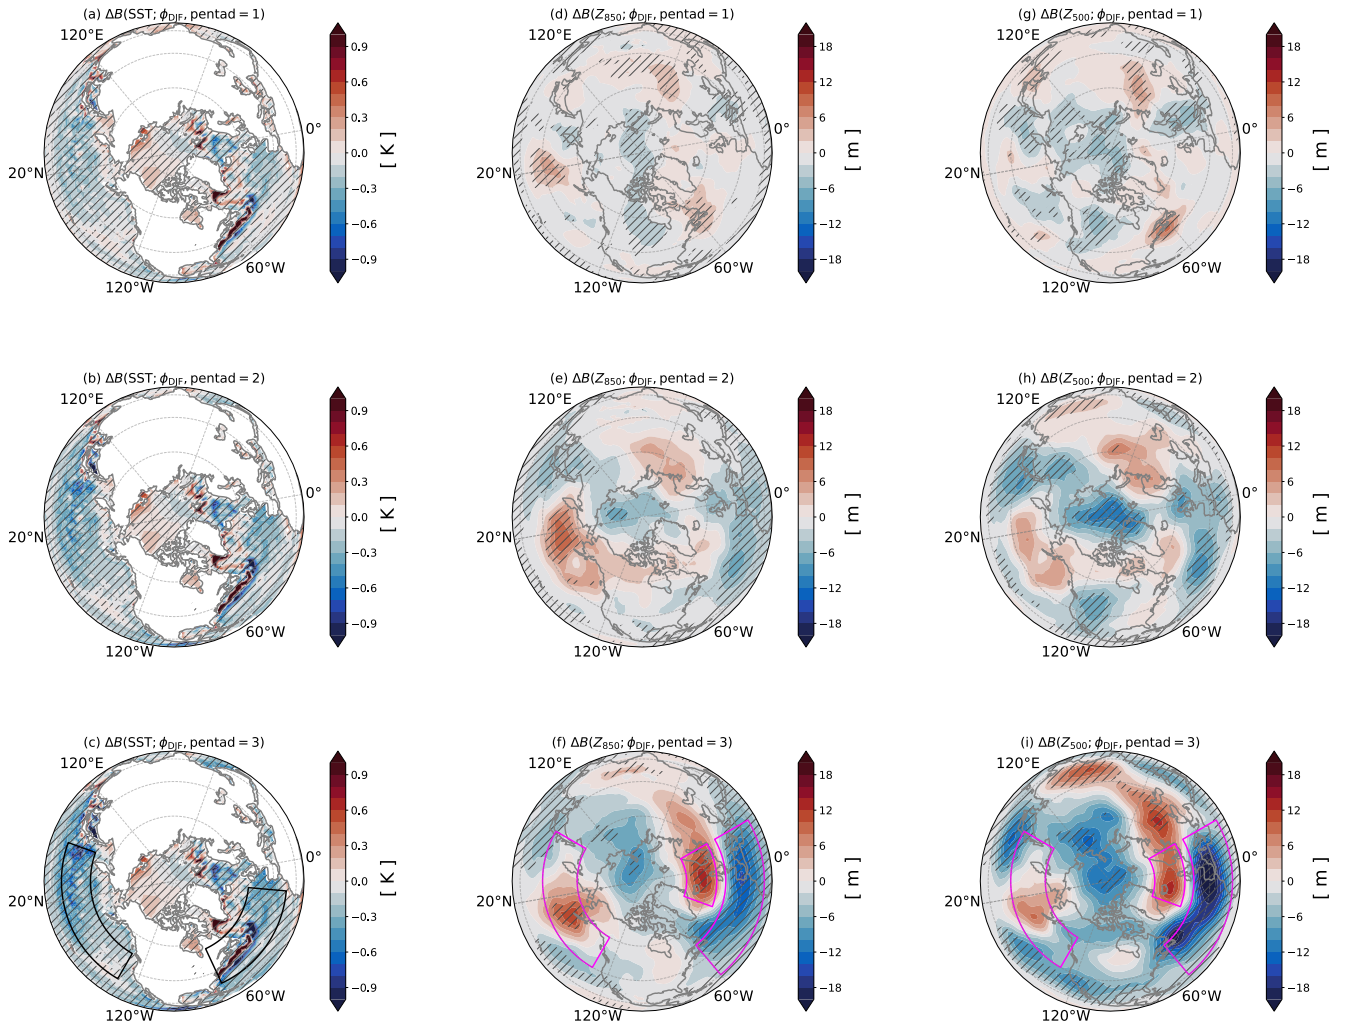 (a) ΔB(SST; ϕDJF, pentad = 1)
120°E
0°
20°N
60°W
120°W
0.9
0.6
0.3
0.0
−0.3
−0.6
−0.9
[ K ]
(d) ΔB(Z850; ϕDJF, pentad = 1)
120°E
0°
20°N
60°W
120°W
18
12
6
0
−6
−12
−18
[ m ]
(g) ΔB(Z500; ϕDJF, pentad = 1)
120°E
0°
20°N
60°W
120°W
18
12
6
0
−6
−12
−18
[ m ]
(b) ΔB(SST; ϕDJF, pentad = 2)
120°E
0°
20°N
60°W
120°W
0.9
0.6
0.3
0.0
−0.3
−0.6
−0.9
[ K ]
(e) ΔB(Z850; ϕDJF, pentad = 2)
120°E
0°
20°N
60°W
120°W
18
12
6
0
−6
−12
−18
[ m ]
(h) ΔB(Z500; ϕDJF, pentad = 2)
120°E
0°
20°N
60°W
120°W
18
12
6
0
−6
−12
−18
[ m ]
(c) ΔB(SST; ϕDJF, pentad = 3)
120°E
0°
20°N
60°W
120°W
0.9
0.6
0.3
0.0
−0.3
−0.6
−0.9
[ K ]
(f) ΔB(Z850; ϕDJF, pentad = 3)
120°E
0°
20°N
60°W
120°W
18
12
6
0
−6
−12
−18
[ m ]
(i) ΔB(Z500; ϕDJF, pentad = 3)
120°E
0°
20°N
60°W
120°W
18
12
6
0
−6
−12
−18
[ m ]